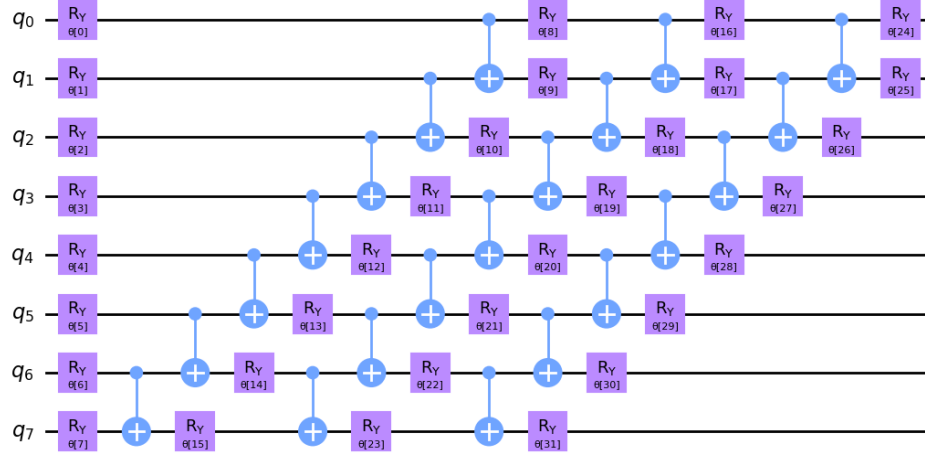 q0 RY θ[0] RY θ[8] RY θ[16] RY θ[24]
q1 RY θ[1] RY θ[9] RY θ[17] RY θ[25]
q2 RY θ[2] RY θ[10] RY θ[18] RY θ[26]
q3 RY θ[3] RY θ[11] RY θ[19] RY θ[27]
q4 RY θ[4] RY θ[12] RY θ[20] RY θ[28]
q5 RY θ[5] RY θ[13] RY θ[21] RY θ[29]
q6 RY θ[6] RY θ[14] RY θ[22] RY θ[30]
q7 RY θ[7] RY θ[15] RY θ[23] RY θ[31]